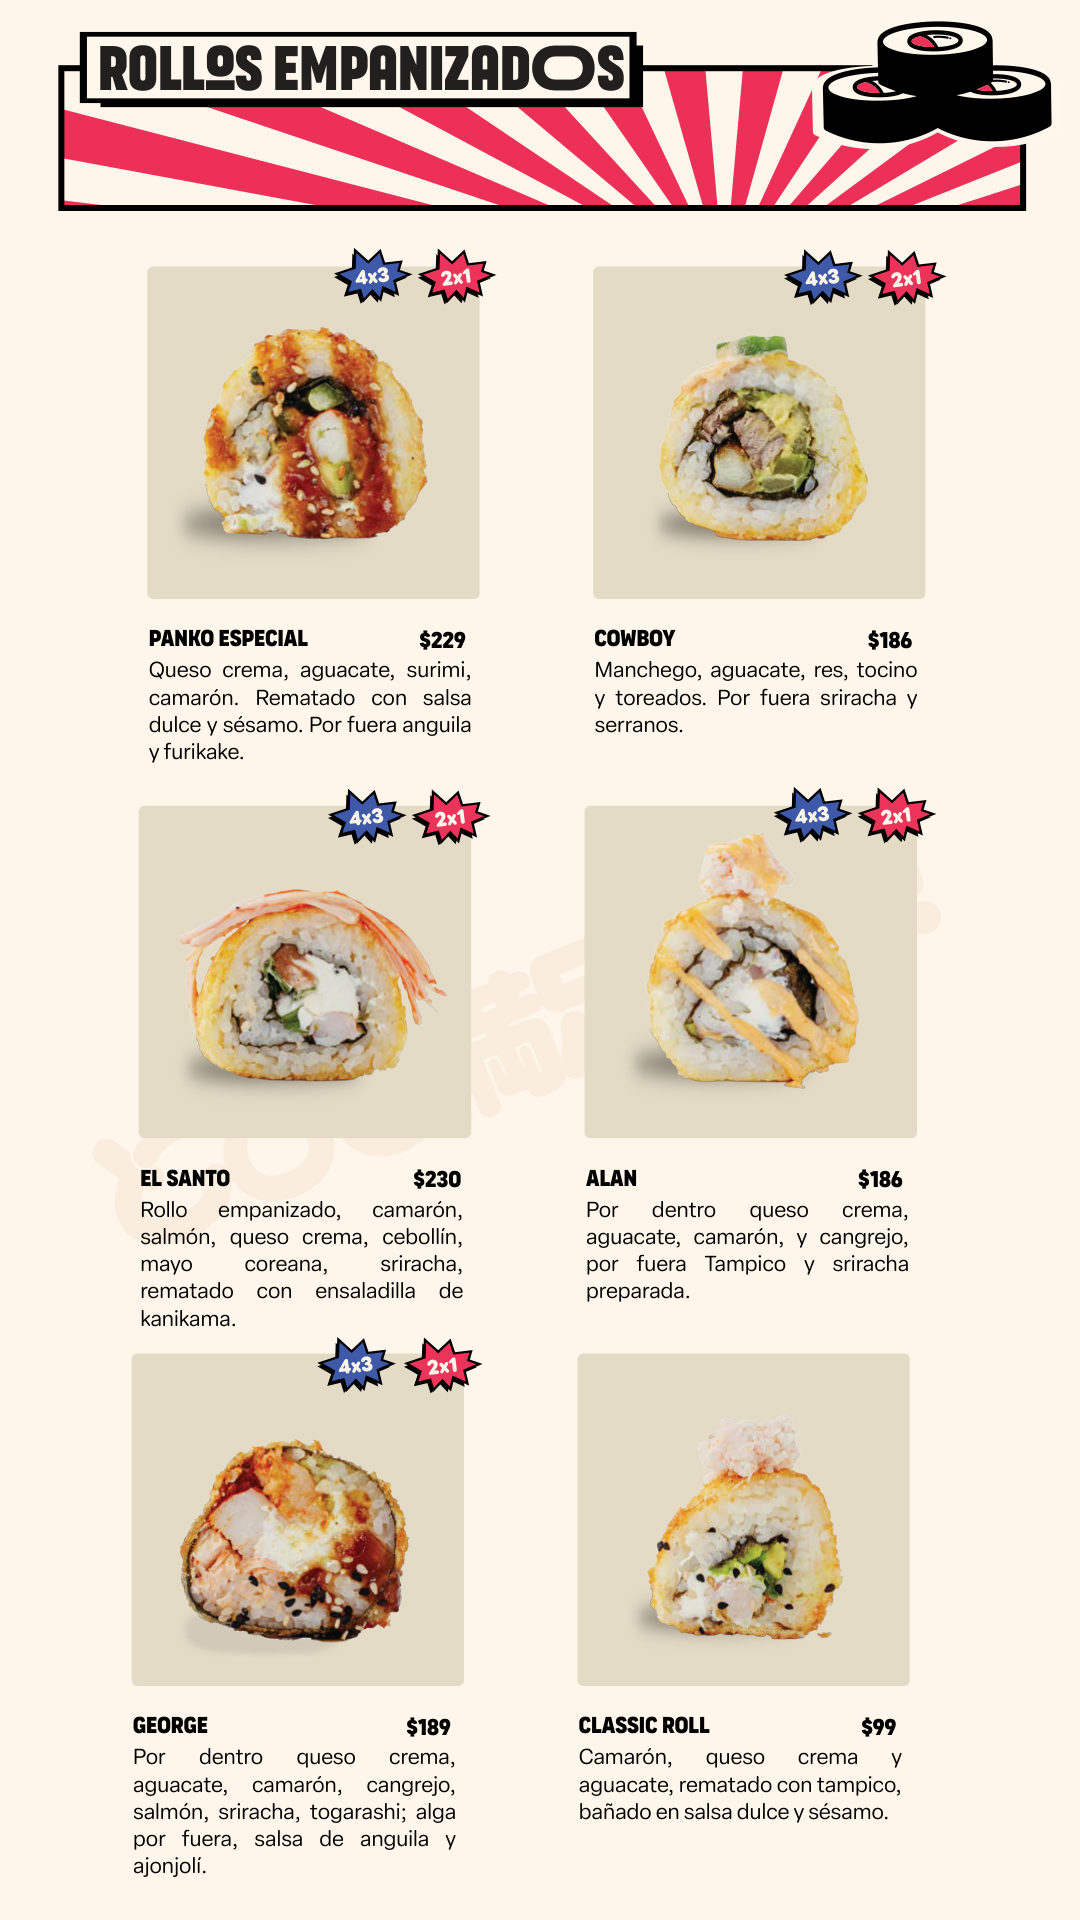 ROLLOS EMPANIZADOS
4x3 2x1
4x3 2x1
PANKO ESPECIAL $229
Queso crema, aguacate, surimi,
camarón. Rematado con salsa
dulce y sésamo. Por fuera anguila
y furikake.
COWBOY $186
Manchego, aguacate, res, tocino
y toreados. Por fuera sriracha y
serranos.
4x3 2x1
4x3 2x1
EL SANTO $230
Rollo empanizado, camarón,
salmón, queso crema, cebollín,
mayo coreana, sriracha,
rematado con ensaladilla de
kanikama.
ALAN $186
Por dentro queso crema,
aguacate, camarón, y cangrejo,
por fuera Tampico y sriracha
preparada.
4x3 2x1
GEORGE $189
Por dentro queso crema,
aguacate, camarón, cangrejo,
salmón, sriracha, togarashi; alga
por fuera, salsa de anguila y
ajonjolí.
CLASSIC ROLL $99
Camarón, queso crema y
aguacate, rematado con tampico,
bañado en salsa dulce y sésamo.